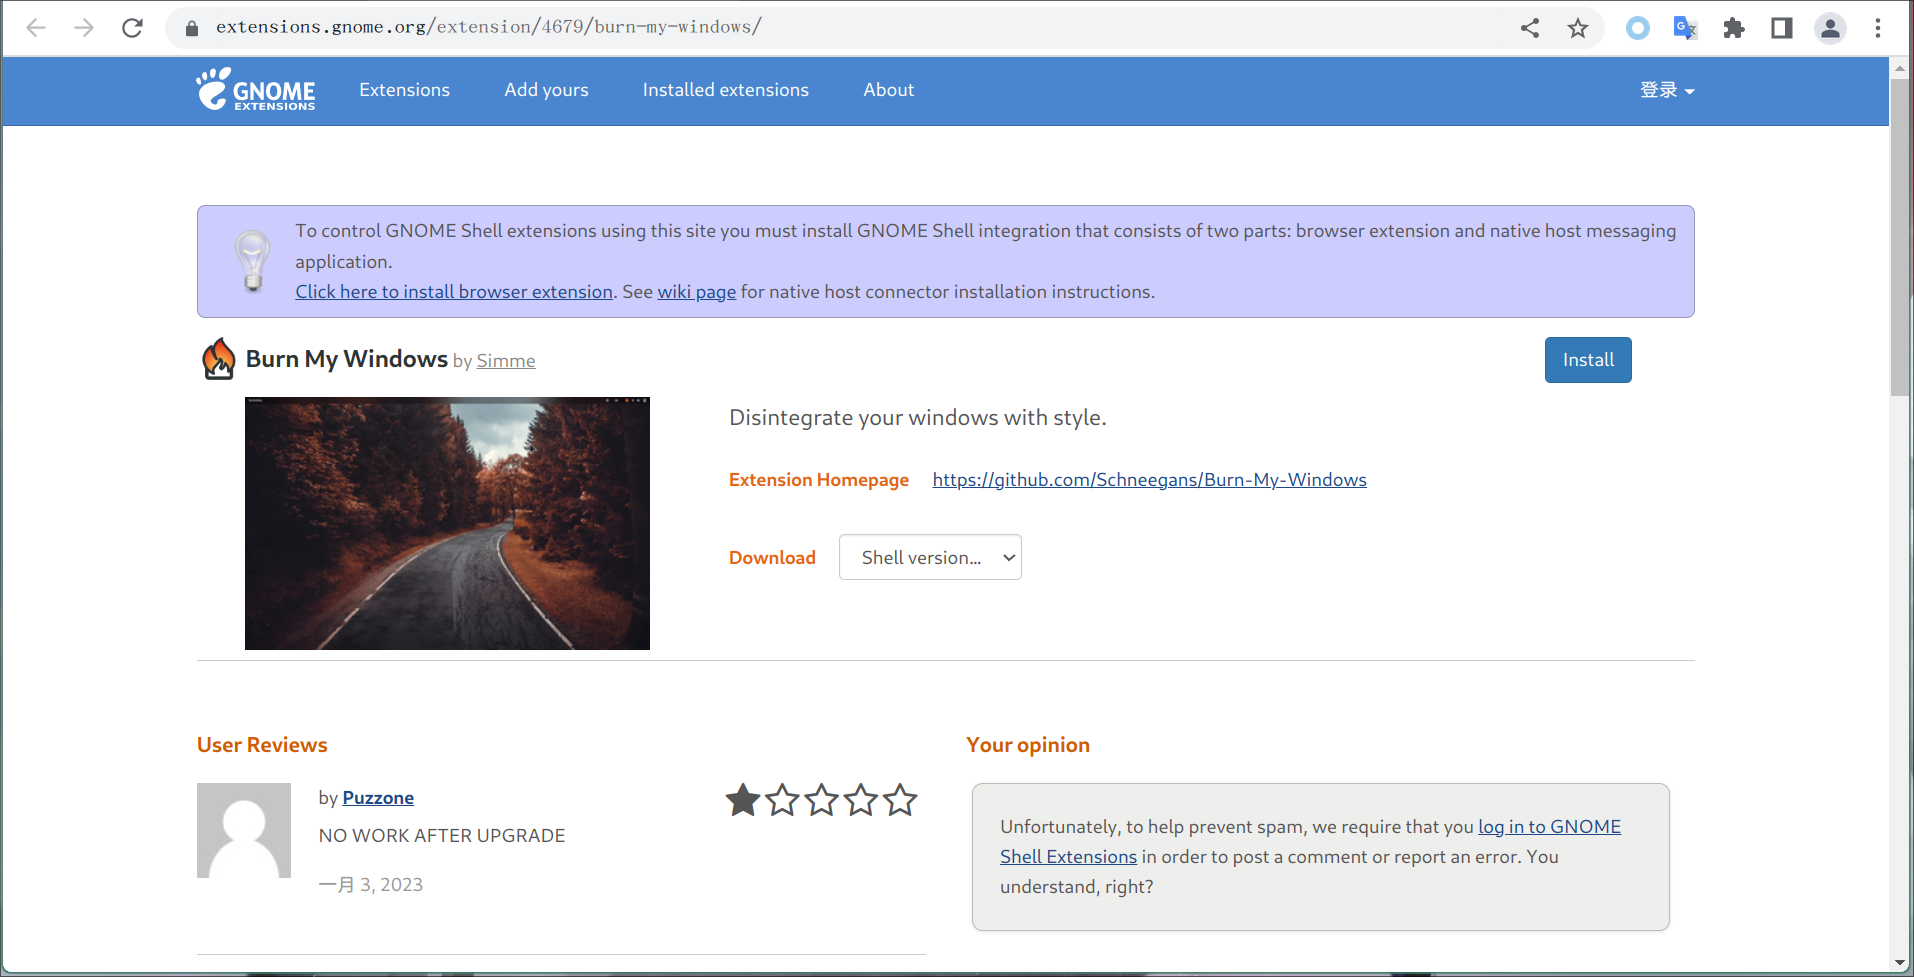 extensions.gnome.org/extension/4679/burn-my-windows/
GNOME
EXTENSIONS
Extensions
Add yours
Installed extensions
About
登录
To control GNOME Shell extensions using this site you must install GNOME Shell integration that consists of two parts: browser extension and native host messaging
application.
Click here to install browser extension. See wiki page for native host connector installation instructions.
Burn My Windows by Simme
Install
Disintegrate your windows with style.
Extension Homepage https://github.com/Schneegans/Burn-My-Windows
Download Shell version...
User Reviews
by Puzzone
NO WORK AFTER UPGRADE
一月 3, 2023
Your opinion
Unfortunately, to help prevent spam, we require that you log in to GNOME
Shell Extensions in order to post a comment or report an error. You
understand, right?